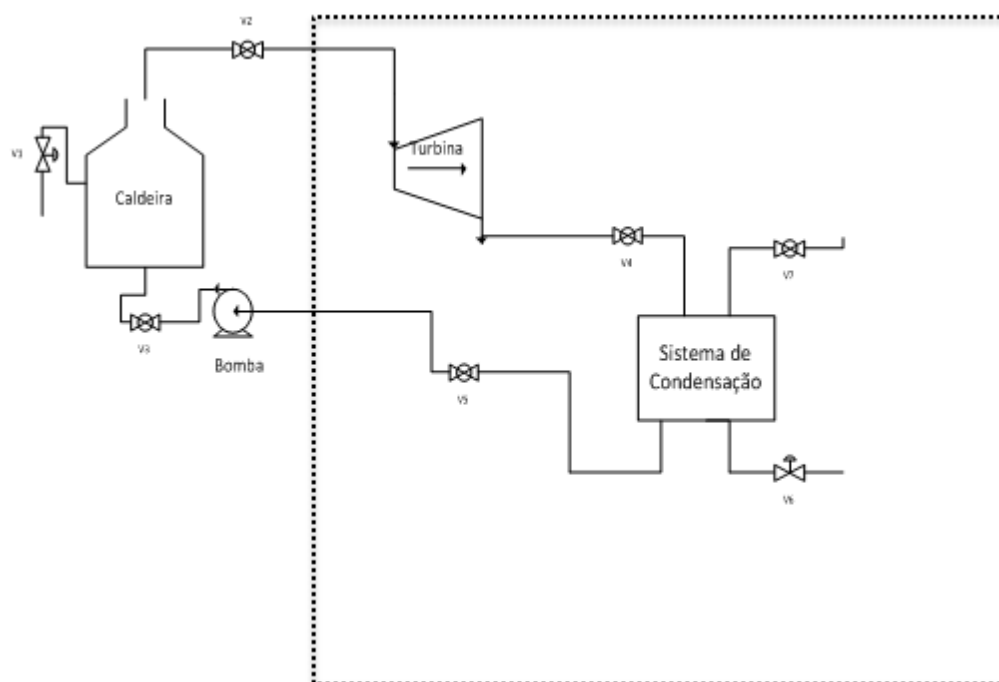 V2
V1
Turbina
Caldeira
V4
V7
V3
Bomba
V5
Sistema de
Condensação
V6